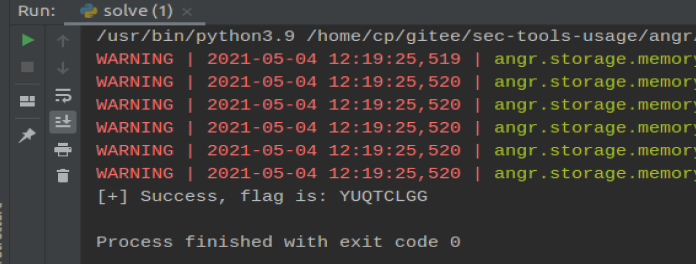 Run: solve (1) ×
/usr/bin/python3.9 /home/cp/gitee/sec-tools-usage/angr/
WARNING | 2021-05-04 12:19:25,519 | angr.storage.memory
WARNING | 2021-05-04 12:19:25,520 | angr.storage.memory
WARNING | 2021-05-04 12:19:25,520 | angr.storage.memory
WARNING | 2021-05-04 12:19:25,520 | angr.storage.memory
WARNING | 2021-05-04 12:19:25,520 | angr.storage.memory
WARNING | 2021-05-04 12:19:25,520 | angr.storage.memory
[+] Success, flag is: YUQTCLGG
Process finished with exit code 0